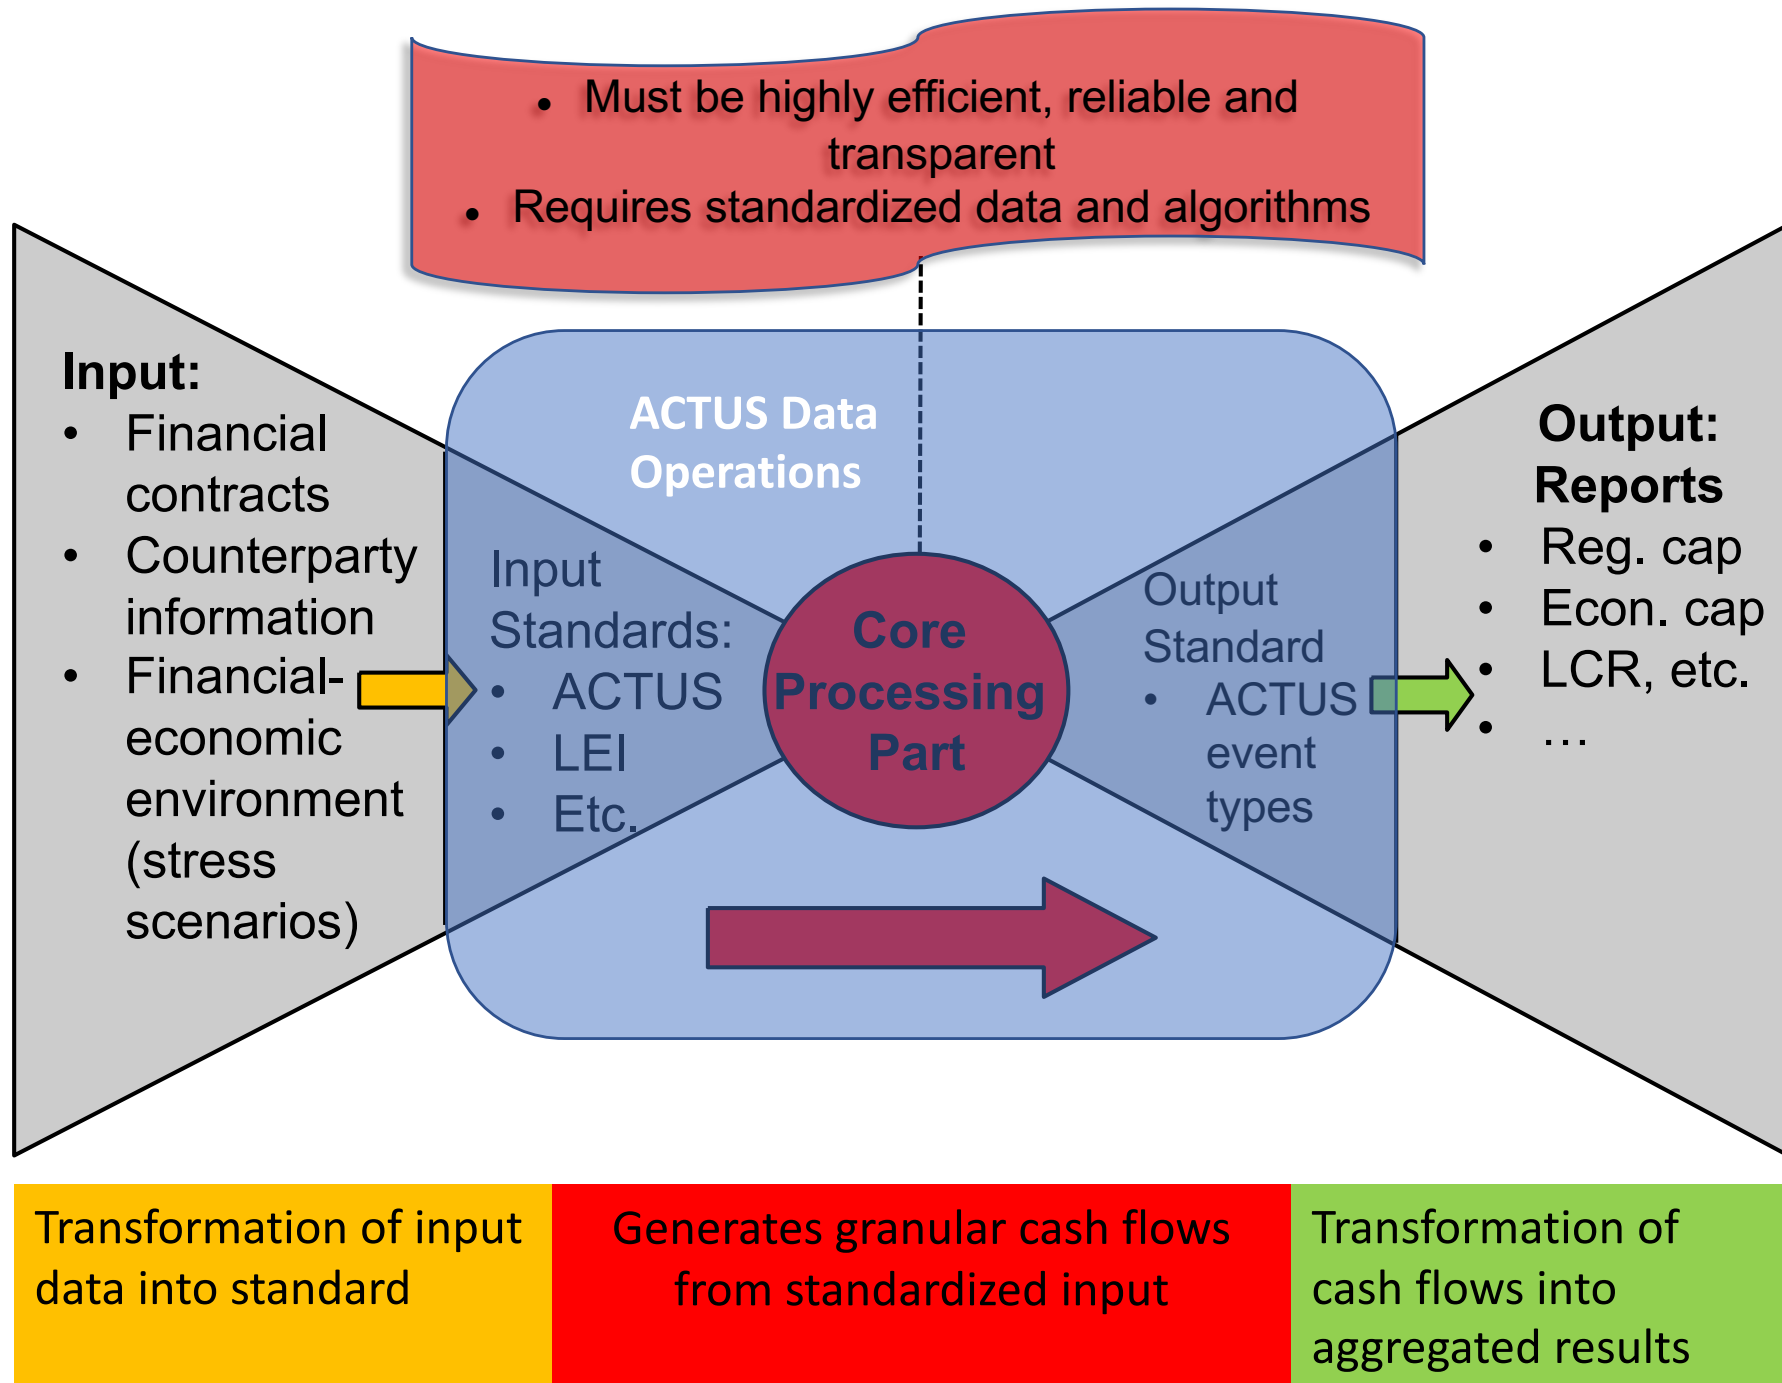 • Must be highly efficient, reliable and
transparent
• Requires standardized data and algorithms
Input:
• Financial
contracts
• Counterparty
information
• Financial-
economic
environment
(stress
scenarios)
ACTUS Data
Operations
Input
Standards:
• ACTUS
• LEI
• Etc.
Core
Processing
Part
Output
Standard
• ACTUS
event
types
Output:
Reports
• Reg. cap
• Econ. cap
• LCR, etc.
• …
Transformation of input
data into standard
Generates granular cash flows
from standardized input
Transformation of
cash flows into
aggregated results